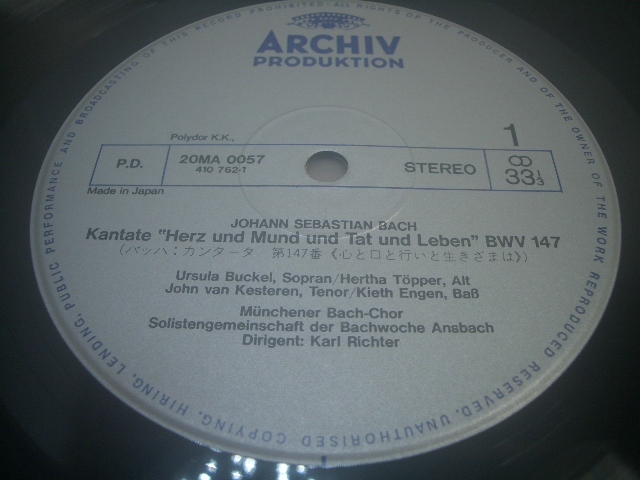 ARCHIV
PRODUKTION
Polydor K.K.,
1
P.D.
20MA 0057
410 762-1
STEREO
33 1/3
Made in Japan
JOHANN SEBASTIAN BACH
Kantate "Herz und Mund und Tat und Leben" BWV 147
(バッハ:カンタータ 第147番《心と口と行いと生きざまは》)
Ursula Buckel, Sopran/Hertha Töpper, Alt
John van Kesteren, Tenor/Kieth Engen, Baß
Münchener Bach-Chor
Solistengemeinschaft der Bachwoche Ansbach
Dirigent: Karl Richter
ALL RIGHTS OF THE PRODUCER AND OF THE OWNER OF THE WORK REPRODUCED RESERVED. UNAUTHORISED COPYING, HIRING, LENDING, PUBLIC PERFORMANCE AND BROADCASTING OF THIS RECORD PROHIBITED